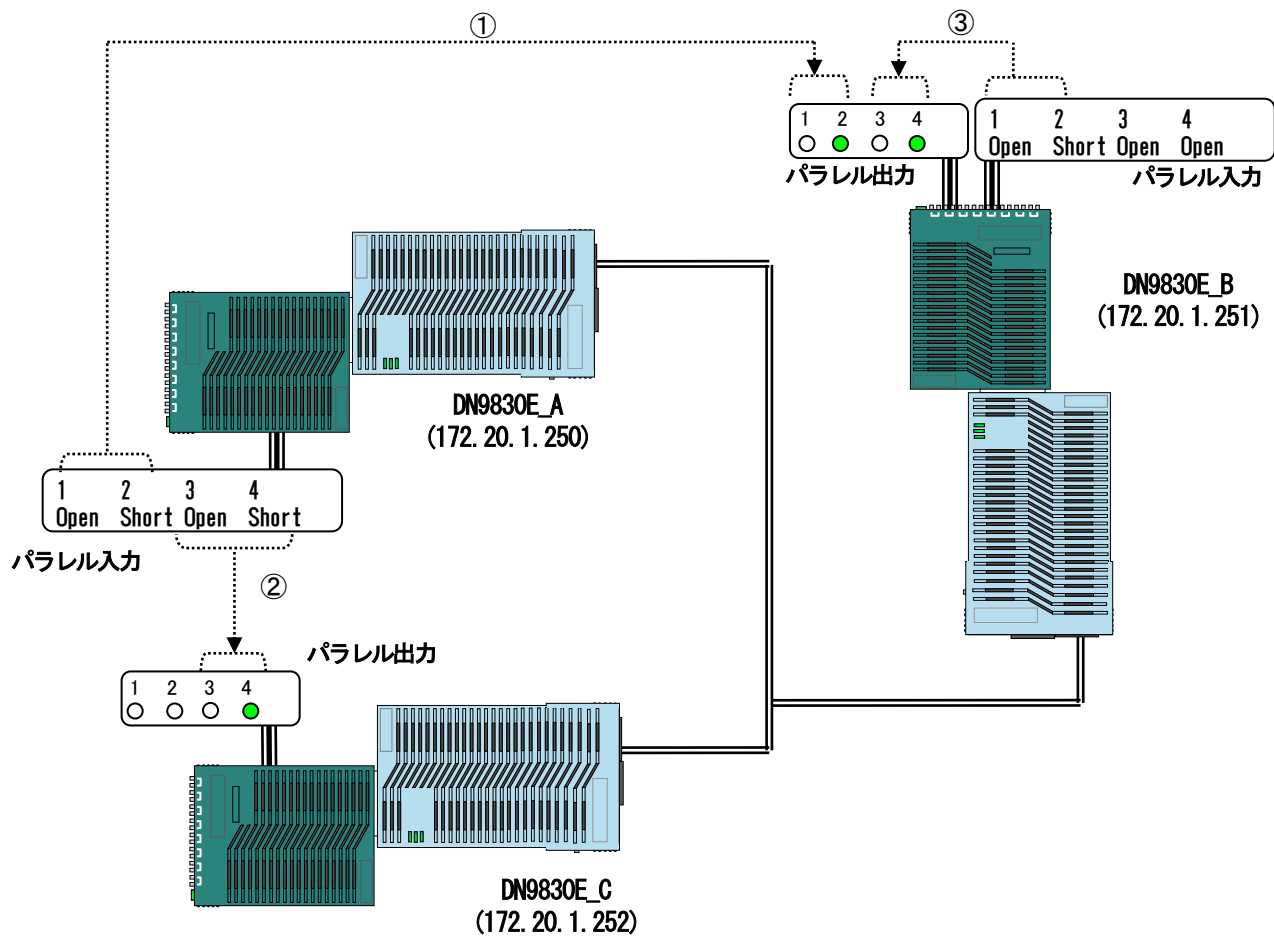 ①
③
1 2 3 4
1 2 3 4
Open Short Open Open
パラレル出力
パラレル入力
DN9830E_B
(172.20.1.251)
DN9830E_A
(172.20.1.250)
1 2 3 4
Open Short Open Short
パラレル入力
②
パラレル出力
1 2 3 4
DN9830E_C
(172.20.1.252)